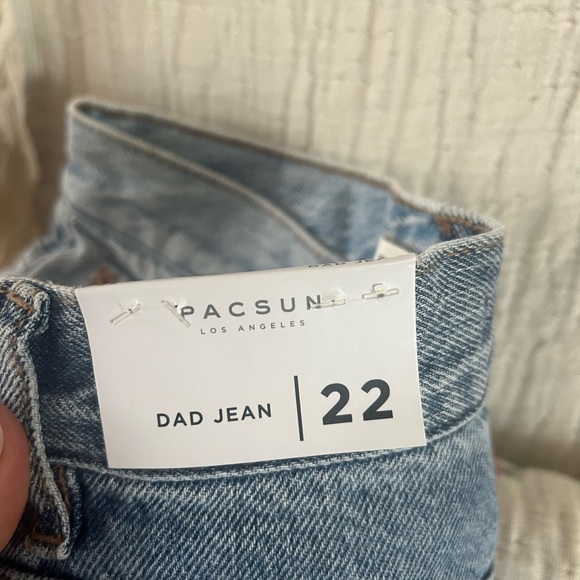 PACSUN
LOS ANGELES
DAD JEAN | 22